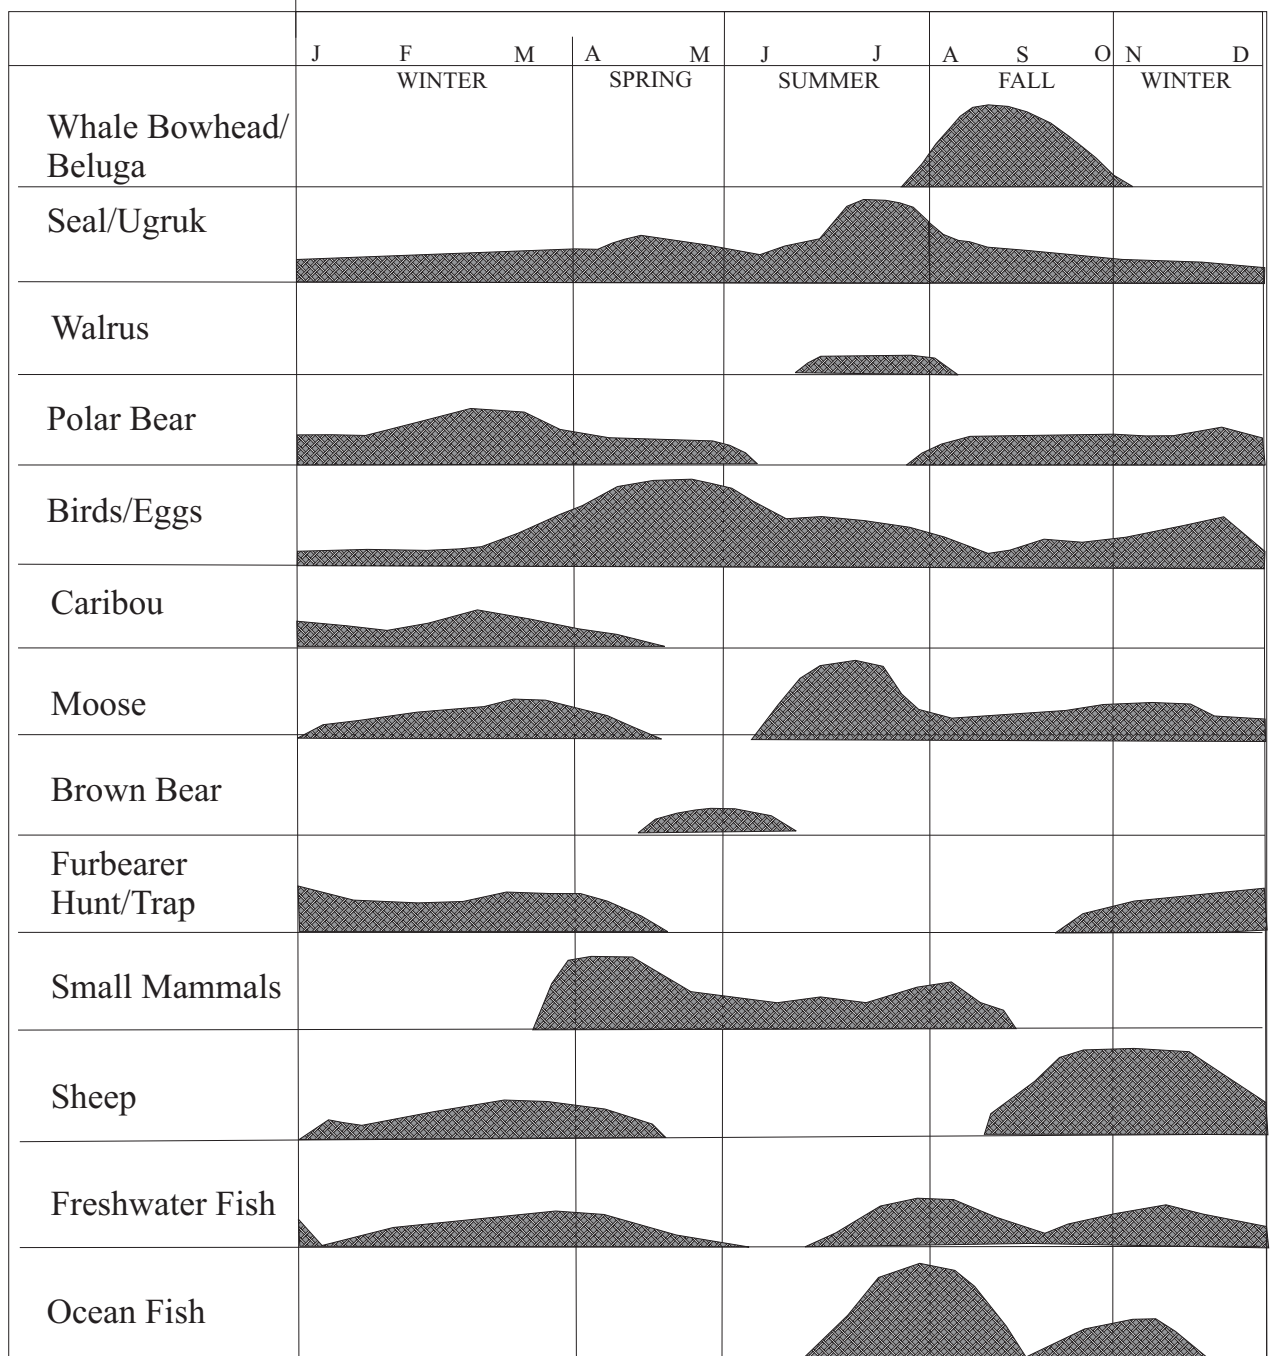 J F M A M J J A S O N D
WINTER SPRING SUMMER FALL WINTER
Whale Bowhead/
Beluga
Seal/Ugruk
Walrus
Polar Bear
Birds/Eggs
Caribou
Moose
Brown Bear
Furbearer
Hunt/Trap
Small Mammals
Sheep
Freshwater Fish
Ocean Fish